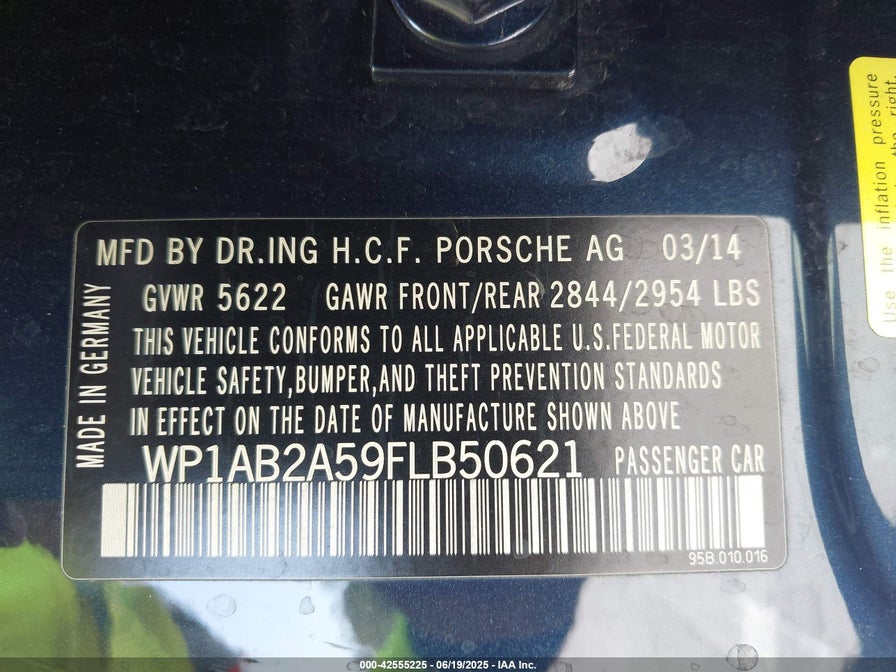 MFD BY DR.ING H.C.F. PORSCHE AG 03/14
GVWR 5622 GAWR FRONT/REAR 2844/2954 LBS
THIS VEHICLE CONFORMS TO ALL APPLICABLE U.S.FEDERAL MOTOR
VEHICLE SAFETY,BUMPER,AND THEFT PREVENTION STANDARDS
IN EFFECT ON THE DATE OF MANUFACTURE SHOWN ABOVE
WP1AB2A59FLB50621 PASSENGER CAR
95B.010.016
MADE IN GERMANY
Use the inflation pressure
the right.
000-42555225 - 06/19/2025 - IAA Inc.